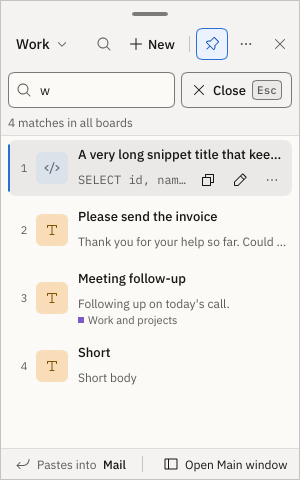 Work
New
w
Close Esc
4 matches in all boards
1 </> A very long snippet title that kee...
SELECT id, nam...
2 T Please send the invoice
Thank you for your help so far. Could ...
3 T Meeting follow-up
Following up on today's call.
Work and projects
4 T Short
Short body
Pastes into Mail
Open Main window